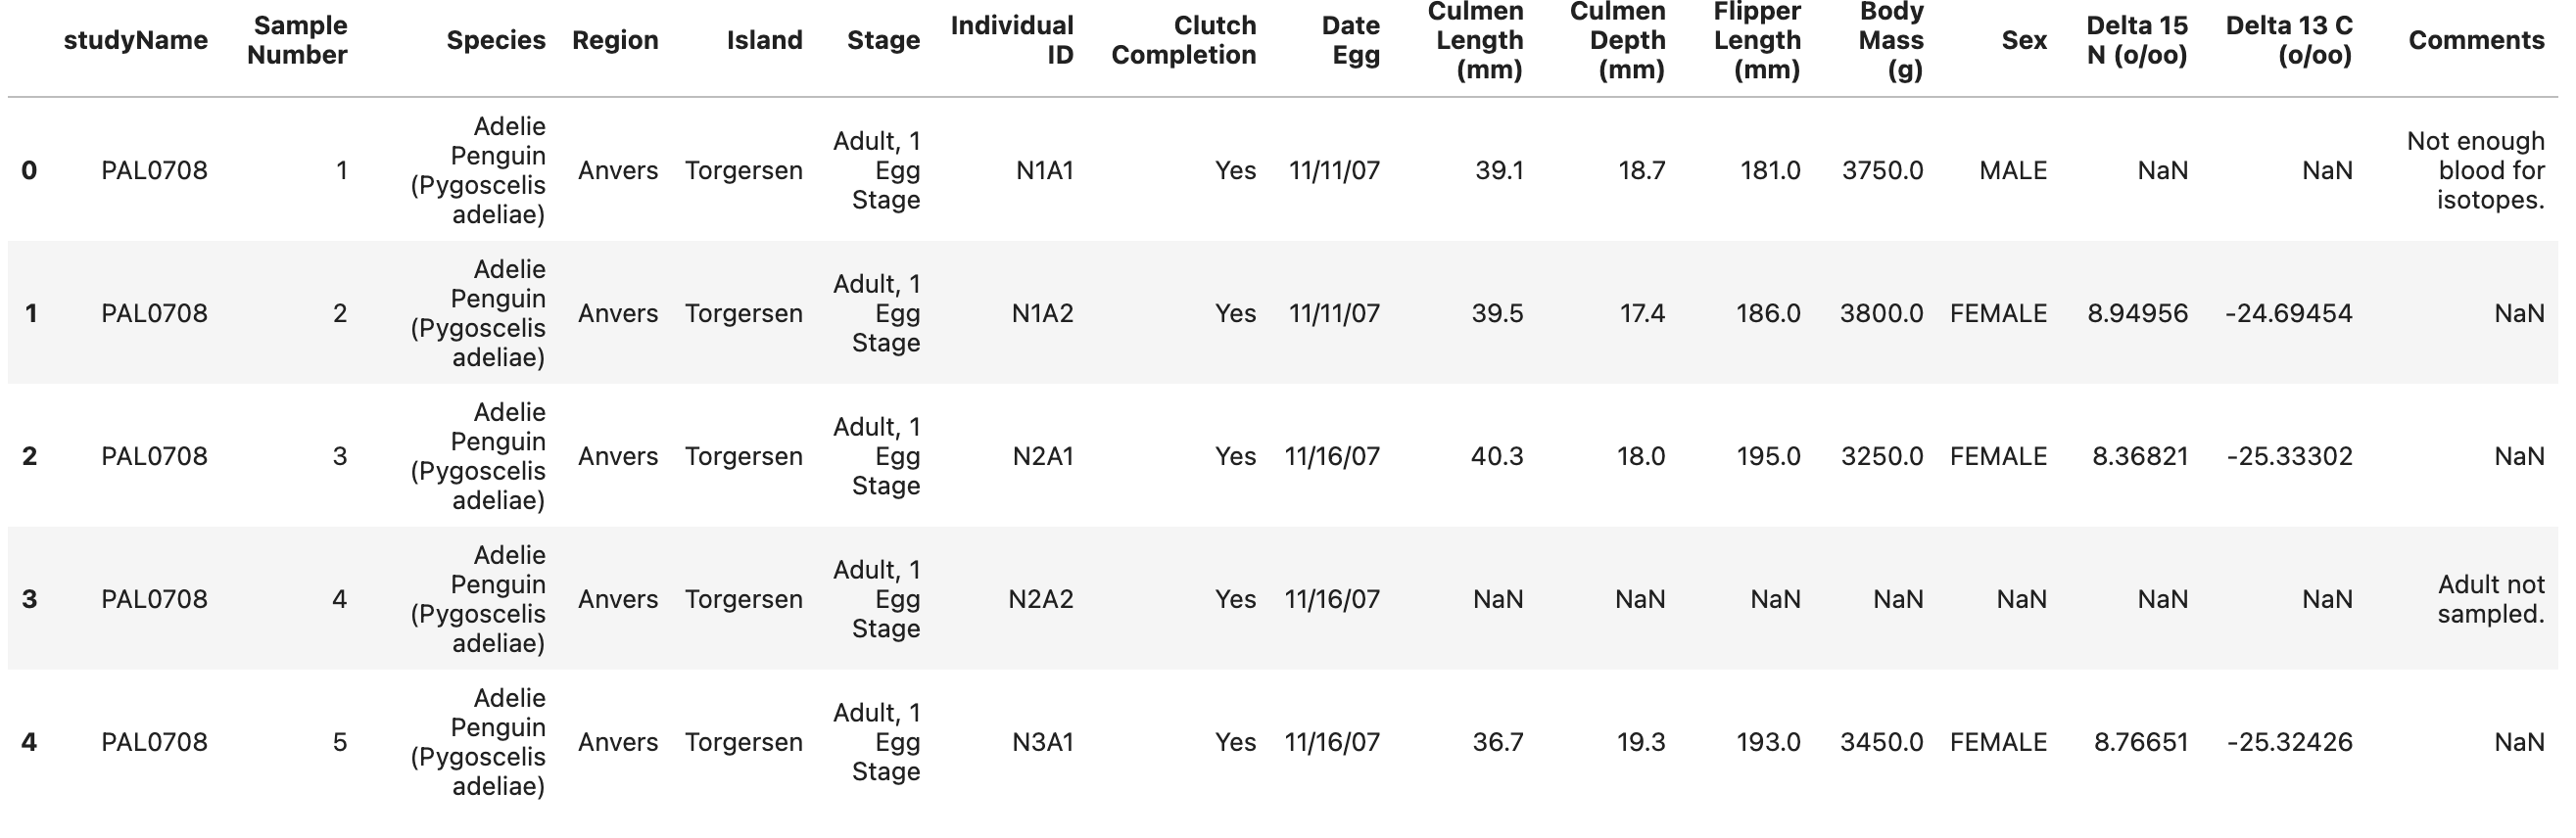 studyName Sample Number Species Region Island Stage Individual ID Clutch Completion Date Egg Culmen Length (mm) Culmen Depth (mm) Flipper Length (mm) Body Mass (g) Sex Delta 15 N (o/oo) Delta 13 C (o/oo) Comments
0 PAL0708 1 Adelie Penguin (Pygoscelis adeliae) Anvers Torgersen Adult, 1 Egg Stage N1A1 Yes 11/11/07 39.1 18.7 181.0 3750.0 MALE NaN NaN Not enough blood for isotopes.
1 PAL0708 2 Adelie Penguin (Pygoscelis adeliae) Anvers Torgersen Adult, 1 Egg Stage N1A2 Yes 11/11/07 39.5 17.4 186.0 3800.0 FEMALE 8.94956 -24.69454 NaN
2 PAL0708 3 Adelie Penguin (Pygoscelis adeliae) Anvers Torgersen Adult, 1 Egg Stage N2A1 Yes 11/16/07 40.3 18.0 195.0 3250.0 FEMALE 8.36821 -25.33302 NaN
3 PAL0708 4 Adelie Penguin (Pygoscelis adeliae) Anvers Torgersen Adult, 1 Egg Stage N2A2 Yes 11/16/07 NaN NaN NaN NaN NaN NaN NaN Adult not sampled.
4 PAL0708 5 Adelie Penguin (Pygoscelis adeliae) Anvers Torgersen Adult, 1 Egg Stage N3A1 Yes 11/16/07 36.7 19.3 193.0 3450.0 FEMALE 8.76651 -25.32426 NaN